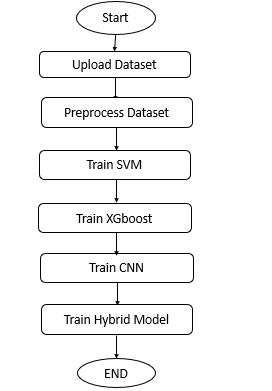 Start
Upload Dataset
Preprocess Dataset
Train SVM
Train XGboost
Train CNN
Train Hybrid Model
END